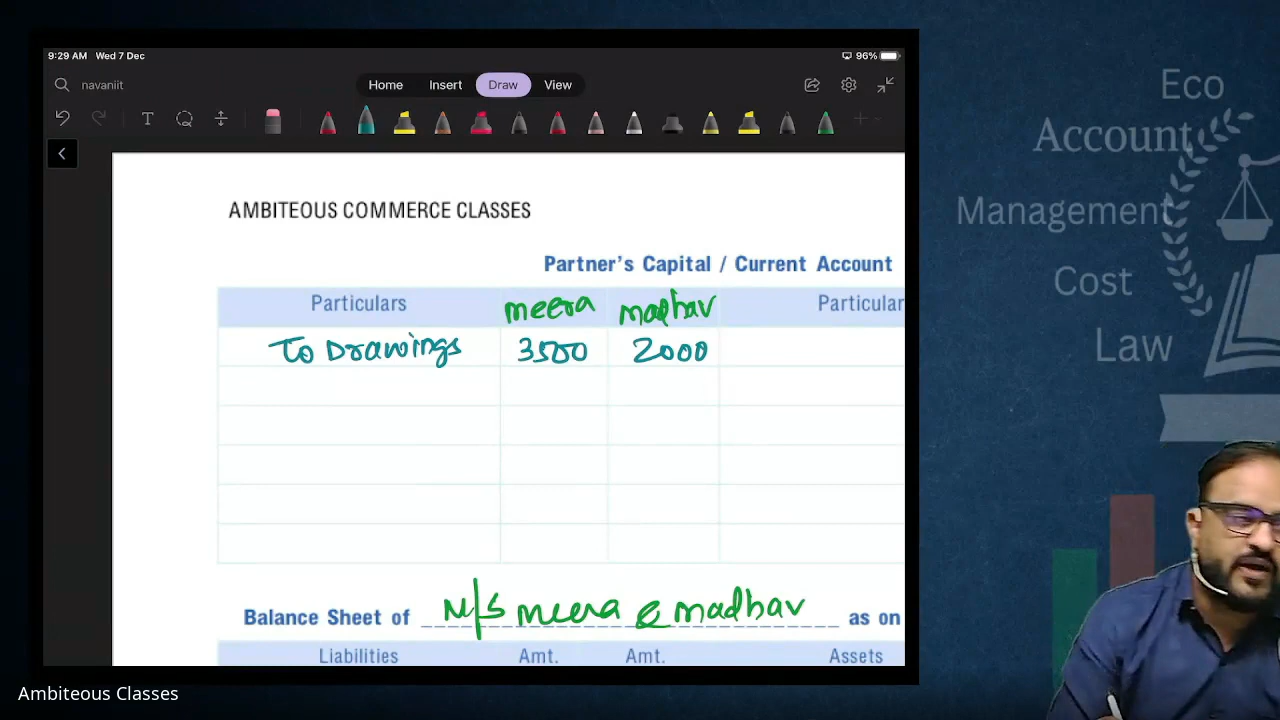 9:29 AM Wed 7 Dec
96%
navaniit
Home Insert Draw View
AMBITEOUS COMMERCE CLASSES
Partner's Capital / Current Account
Particulars meera madhav Particular
To Drawings 3500 2000
Balance Sheet of M/S meera & madhav as on
Liabilities Amt. Amt. Assets
Eco
Account
Management
Cost
Law
Ambiteous Classes